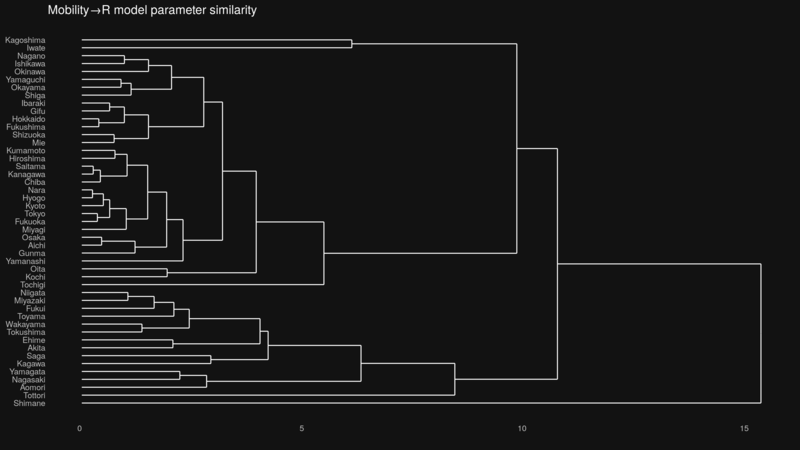 Mobility→R model parameter similarity
Kagoshima
Iwate
Nagano
Ishikawa
Okinawa
Yamaguchi
Okayama
Shiga
Ibaraki
Gifu
Hokkaido
Fukushima
Shizuoka
Mie
Kumamoto
Hiroshima
Saitama
Kanagawa
Chiba
Nara
Hyogo
Kyoto
Tokyo
Fukuoka
Miyagi
Osaka
Aichi
Gunma
Yamanashi
Oita
Kochi
Tochigi
Niigata
Miyazaki
Fukui
Toyama
Wakayama
Tokushima
Ehime
Akita
Saga
Kagawa
Yamagata
Nagasaki
Aomori
Tottori
Shimane
0 5 10 15